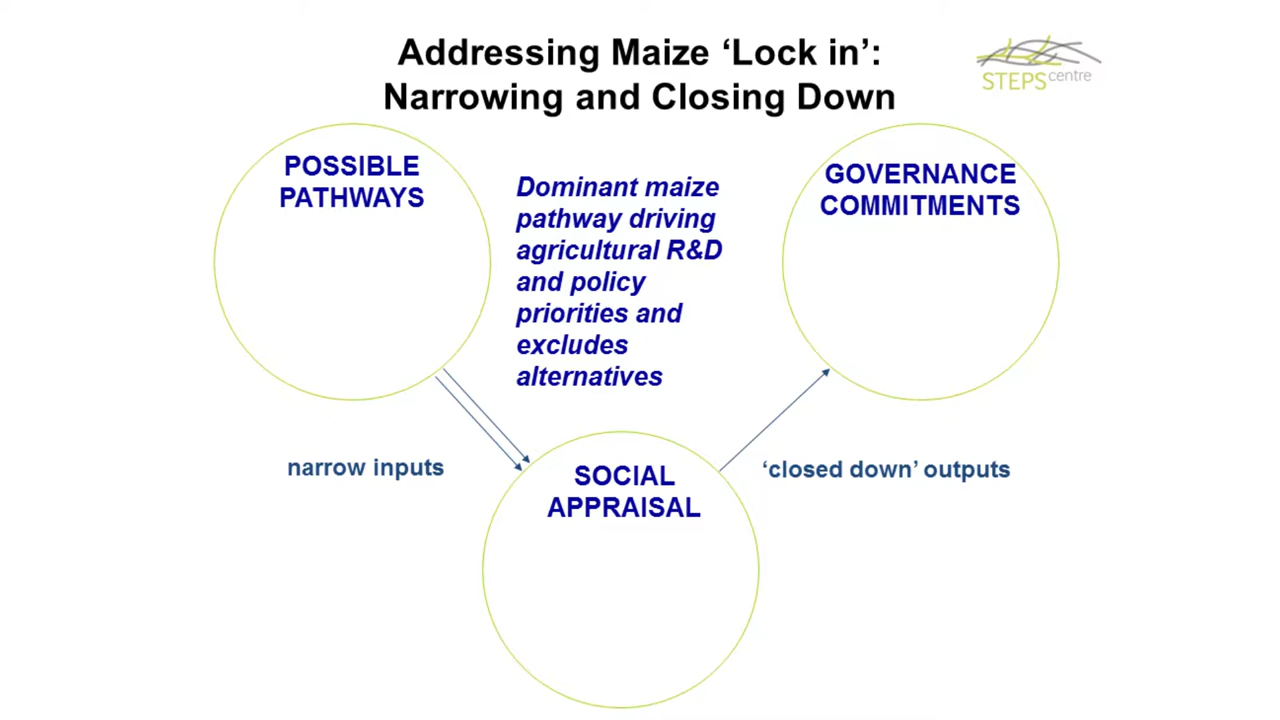 Addressing Maize ‘Lock in’:
Narrowing and Closing Down
STEPS centre
POSSIBLE
PATHWAYS
Dominant maize
pathway driving
agricultural R&D
and policy
priorities and
excludes
alternatives
GOVERNANCE
COMMITMENTS
narrow inputs
‘closed down’ outputs
SOCIAL
APPRAISAL